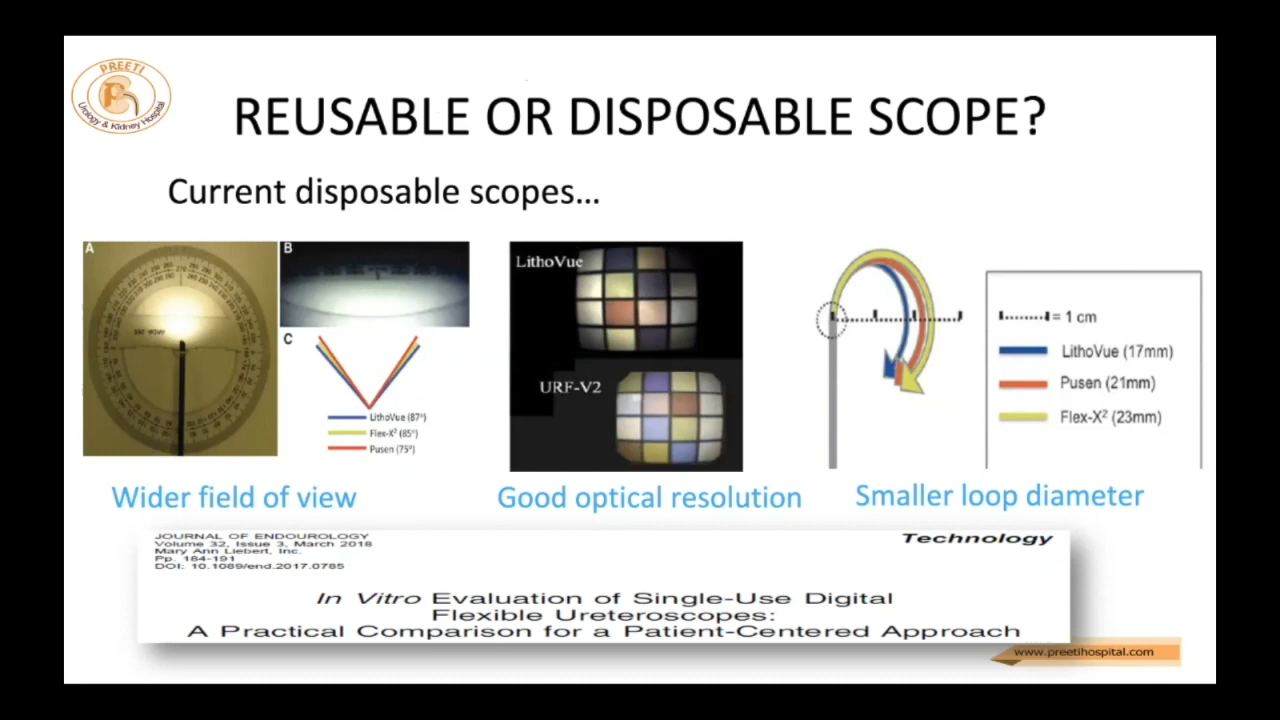 PREETI
Urology & Kidney Hospital
REUSABLE OR DISPOSABLE SCOPE?
Current disposable scopes...
A
B
C
LithoVue (87°)
Flex-X² (85°)
Pusen (75°)
LithoVue
URF-V2
= 1 cm
LithoVue (17mm)
Pusen (21mm)
Flex-X² (23mm)
Wider field of view
Good optical resolution
Smaller loop diameter
JOURNAL OF ENDOUROLOGY
Volume 32, Issue 3, March 2018
Mary Ann Liebert, Inc.
Pp. 184-191
DOI: 10.1089/end.2017.0785
Technology
In Vitro Evaluation of Single-Use Digital
Flexible Ureteroscopes:
A Practical Comparison for a Patient-Centered Approach
www.preetihospital.com